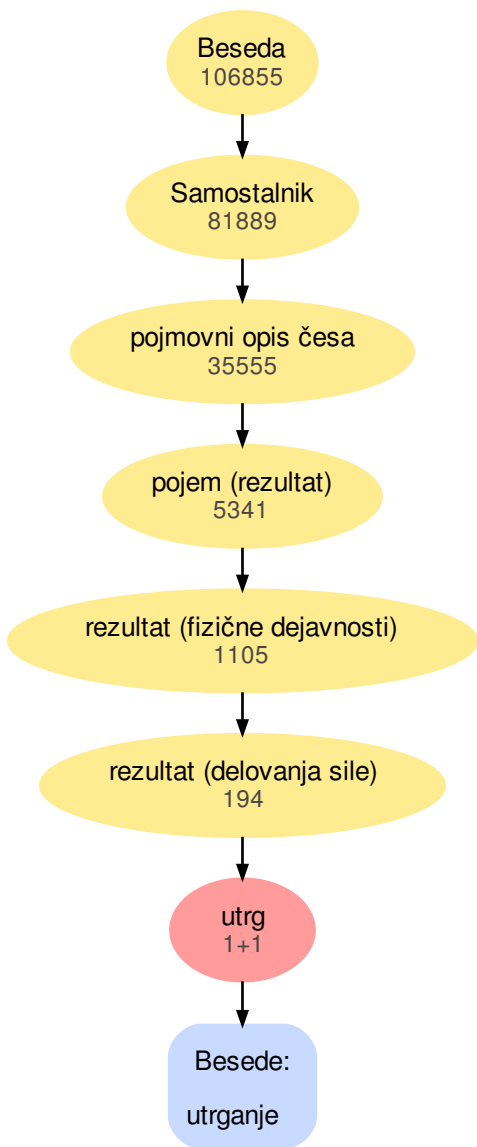 Beseda
106855
Samostalnik
81889
pojmovni opis česa
35555
pojem (rezultat)
5341
rezultat (fizične dejavnosti)
1105
rezultat (delovanja sile)
194
utrg
1+1
Besede:
utrganje